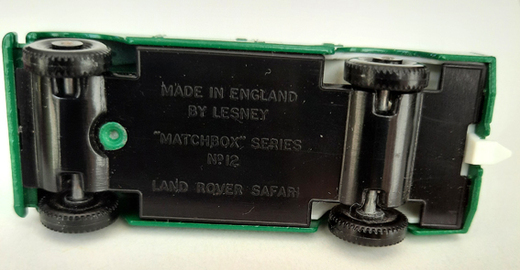 MADE IN ENGLAND
BY LESNEY
"MATCHBOX" SERIES
No12
LAND ROVER SAFARI